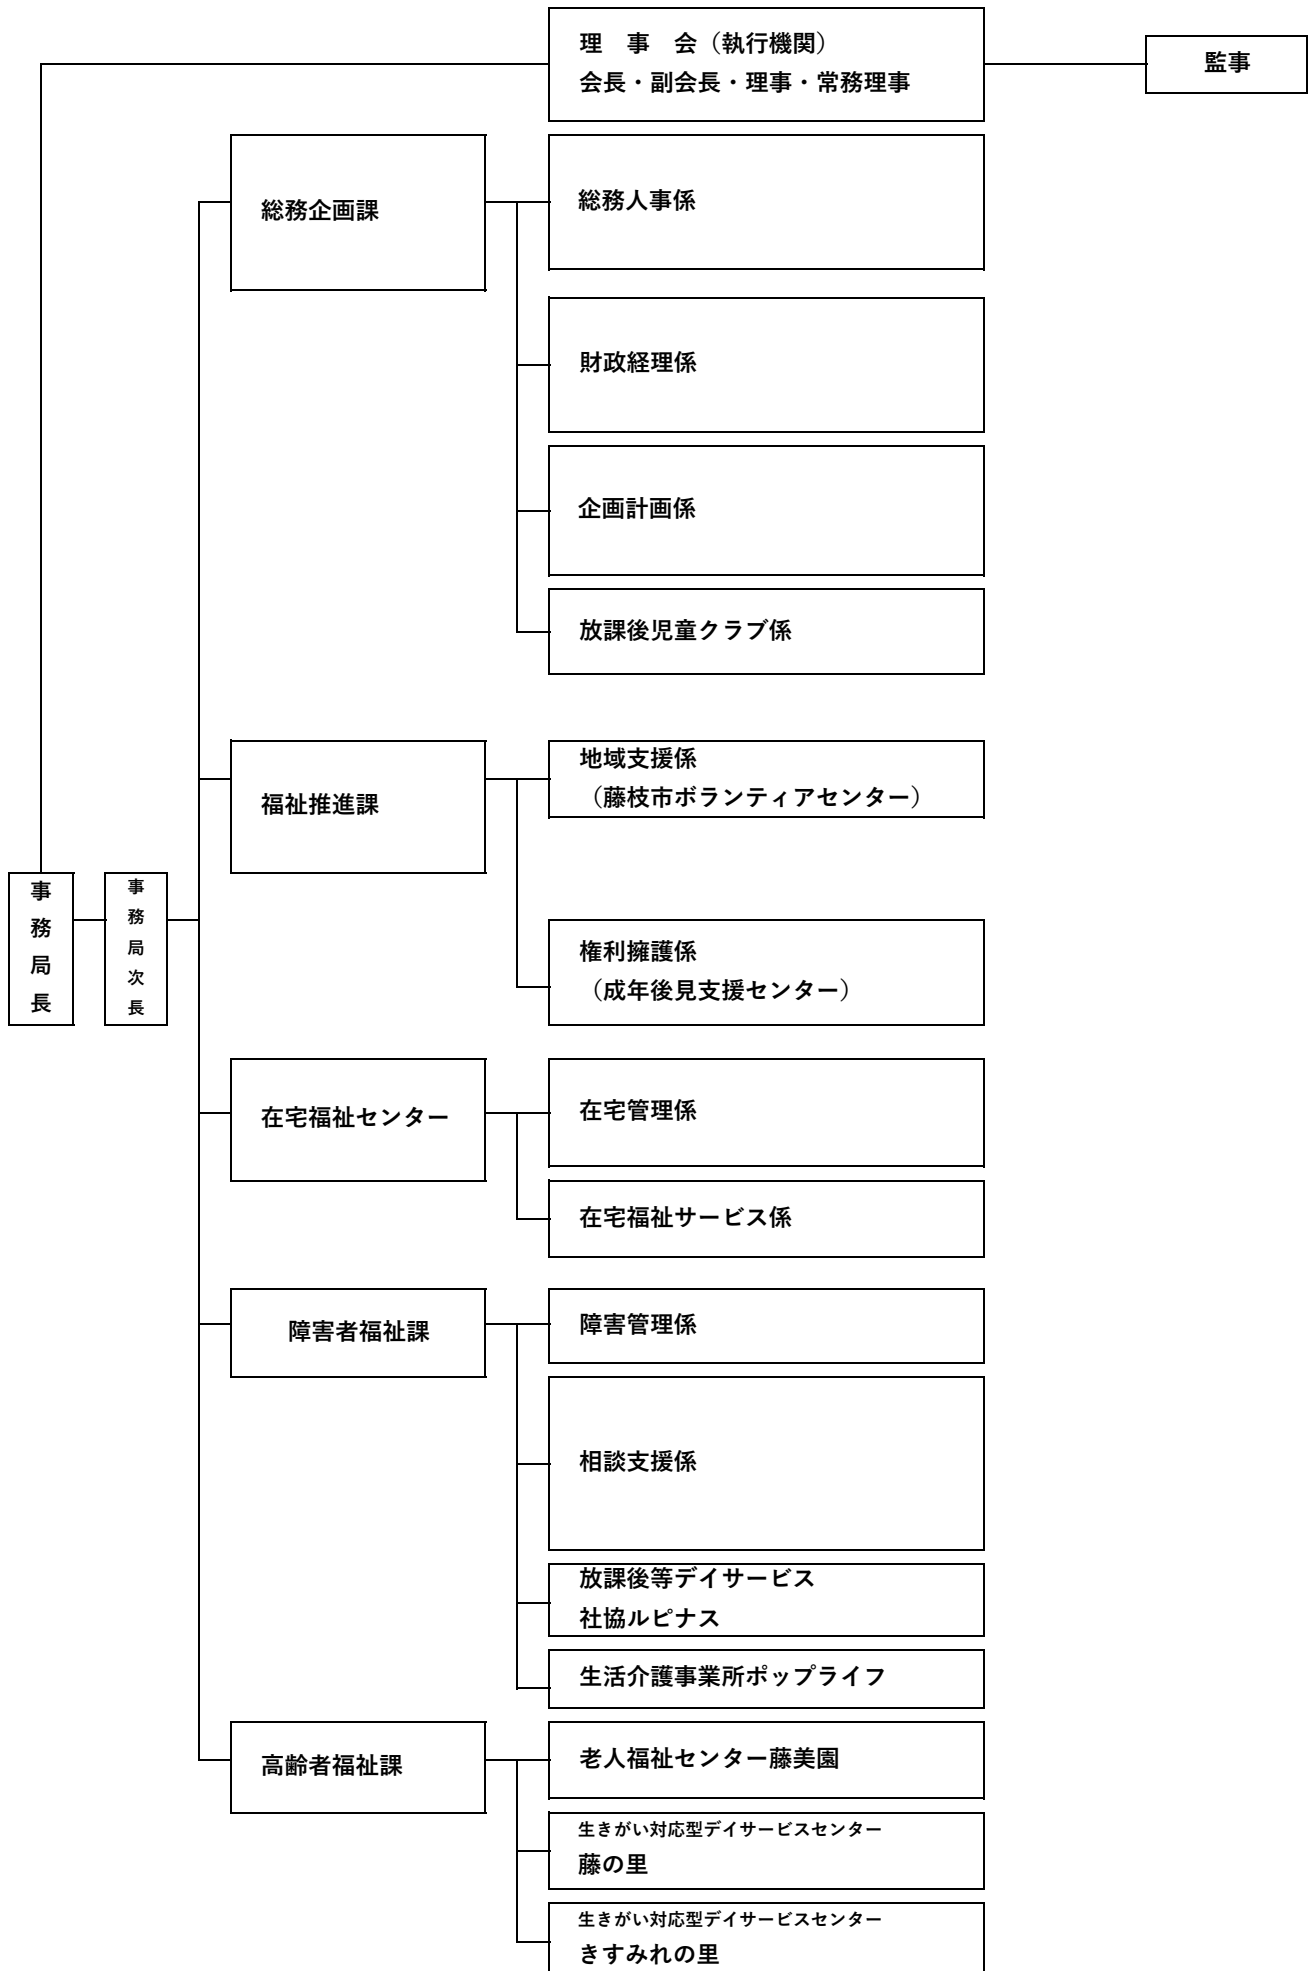 理　事　会（執行機関）
会長・副会長・理事・常務理事
監事
総務企画課
総務人事係
財政経理係
企画計画係
放課後児童クラブ係
福祉推進課
地域支援係
（藤枝市ボランティアセンター）
事務局長
事務局次長
権利擁護係
（成年後見支援センター）
在宅福祉センター
在宅管理係
在宅福祉サービス係
障害者福祉課
障害管理係
相談支援係
放課後等デイサービス
社協ルピナス
生活介護事業所ポップライフ
高齢者福祉課
老人福祉センター藤美園
生きがい対応型デイサービスセンター
藤の里
生きがい対応型デイサービスセンター
きすみれの里